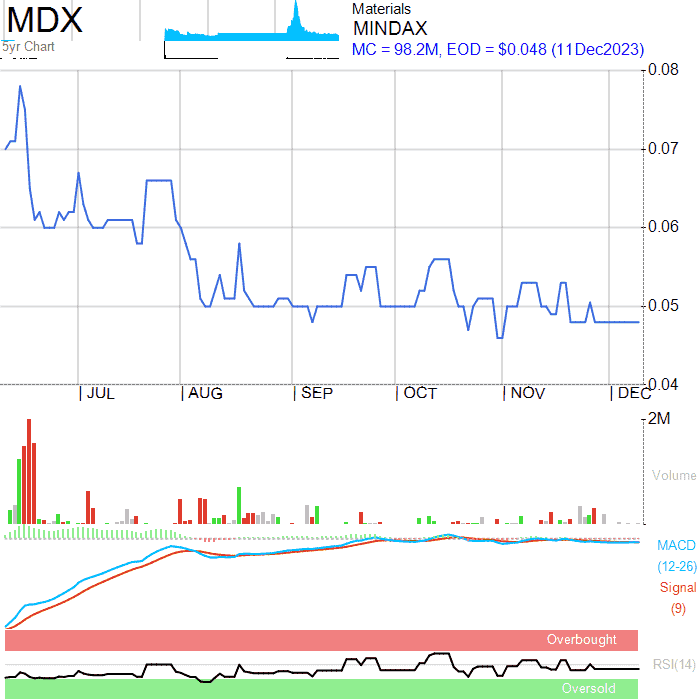 MDX
5yr Chart
Materials
MINDAX
MC = 98.2M, EOD = $0.048 (11Dec2023)
0.08
0.07
0.06
0.05
0.04
JUL AUG SEP OCT NOV DEC
2M
Volume
MACD
(12-26)
Signal
(9)
Overbought
RSI(14)
Oversold